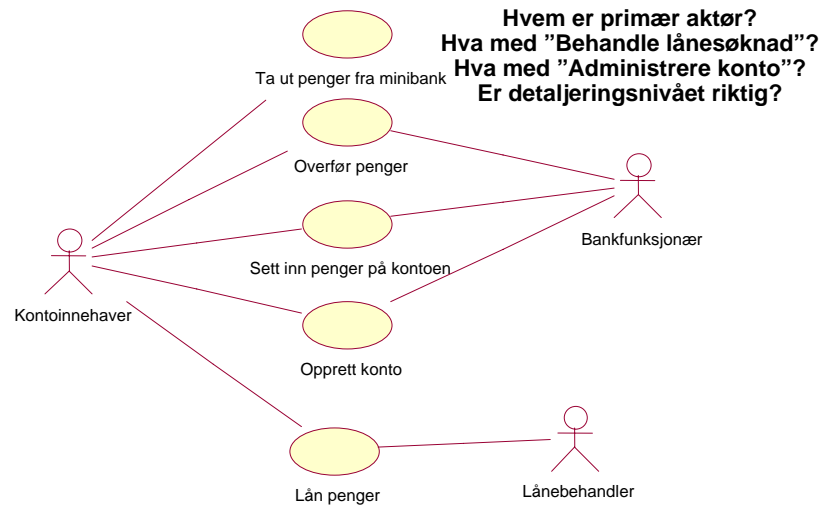 Hvem er primær aktør?
Hva med ”Behandle lånesøknad”?
Hva med ”Administrere konto”?
Er detaljeringsnivået riktig?
Ta ut penger fra minibank
Overfør penger
Bankfunksjonær
Sett inn penger på kontoen
Kontoinnehaver
Opprett konto
Lån penger
Lånebehandler